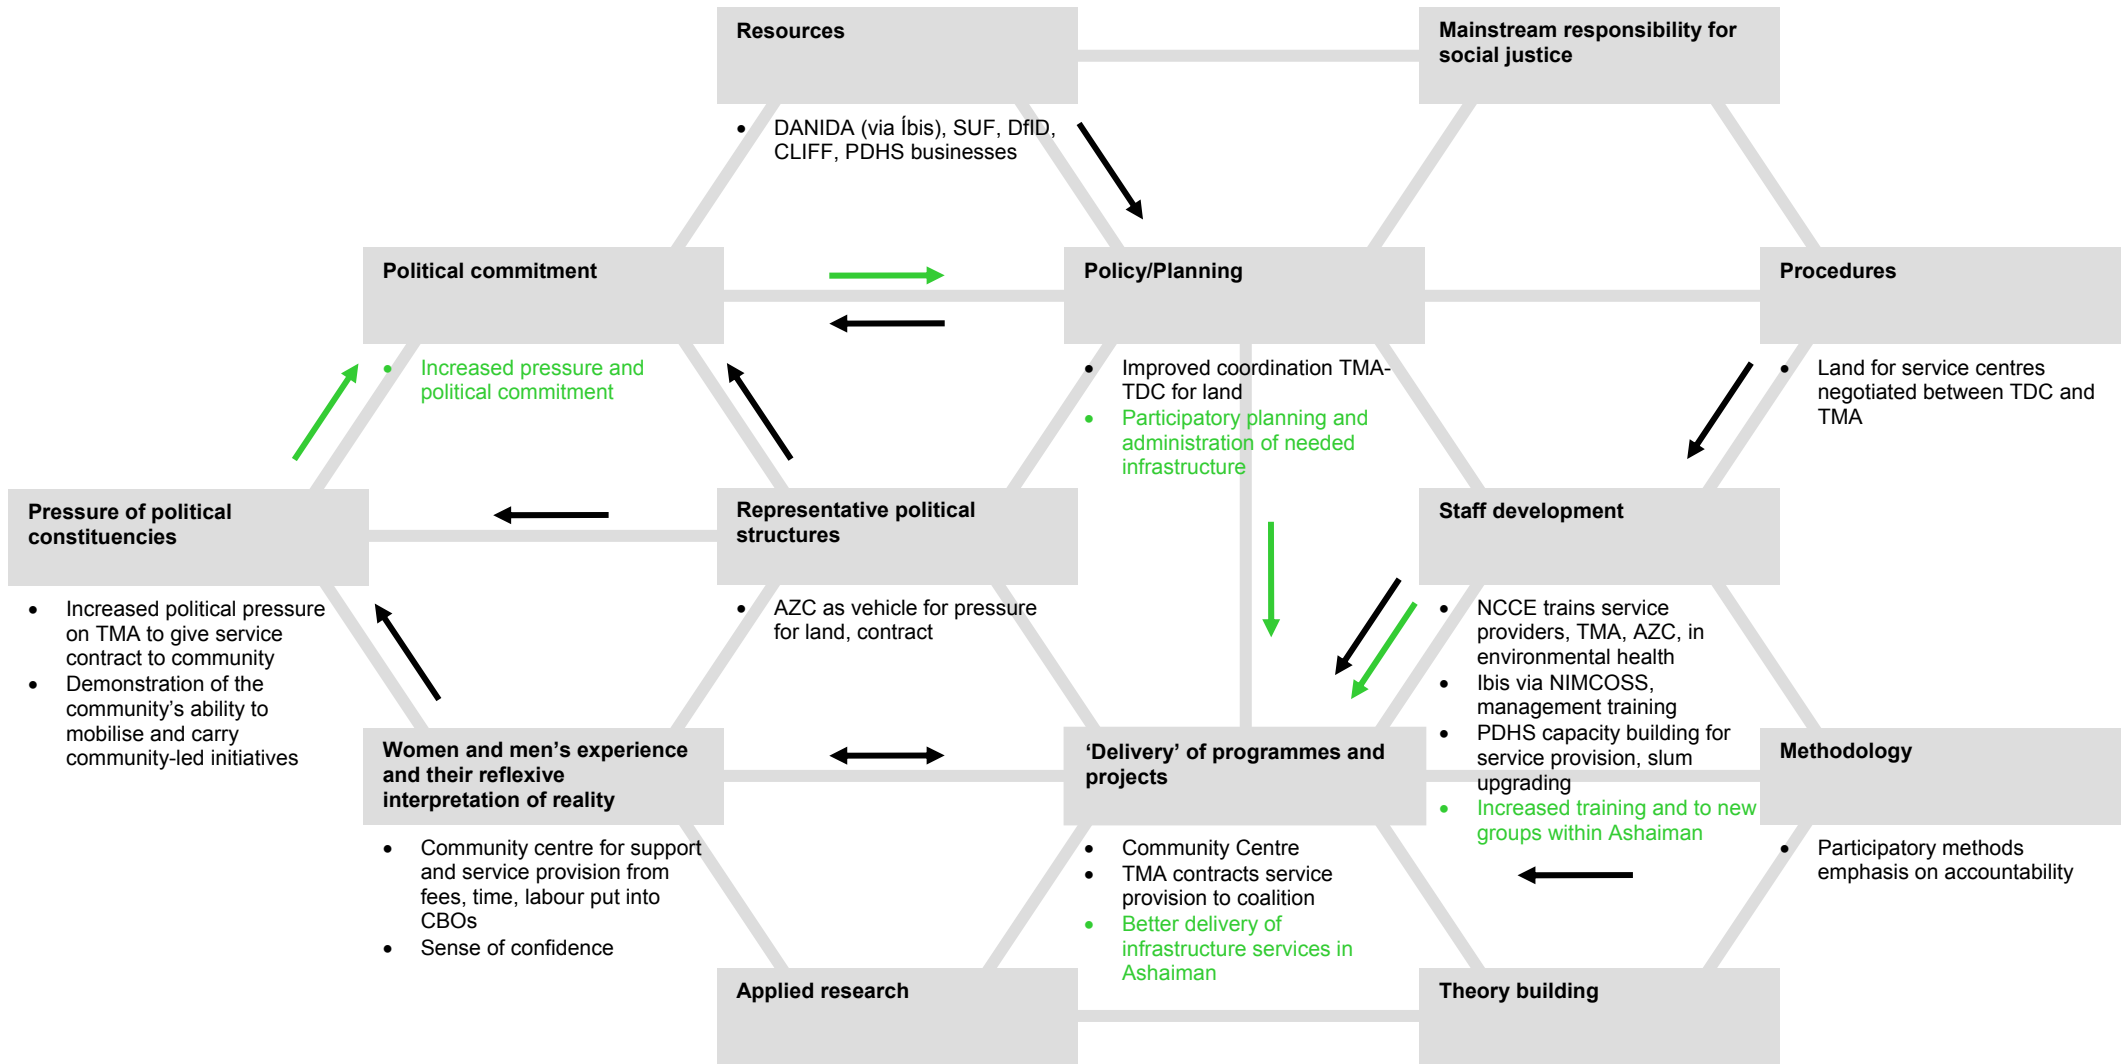 Resources
• DANIDA (via Íbis), SUF, DfID,
CLIFF, PDHS businesses
Mainstream responsibility for
social justice
Political commitment
• Increased pressure and
political commitment
Policy/Planning
• Improved coordination TMA-
TDC for land
• Participatory planning and
administration of needed
infrastructure
Procedures
• Land for service centres
negotiated between TDC and
TMA
Pressure of political
constituencies
• Increased political pressure
on TMA to give service
contract to community
• Demonstration of the
community’s ability to
mobilise and carry
community-led initiatives
Representative political
structures
• AZC as vehicle for pressure
for land, contract
Staff development
• NCCE trains service
providers, TMA, AZC, in
environmental health
• Ibis via NIMCOSS,
management training
• PDHS capacity building for
service provision, slum
upgrading
• Increased training and to new
groups within Ashaiman
Women and men’s experience
and their reflexive
interpretation of reality
• Community centre for support
and service provision from
fees, time, labour put into
CBOs
• Sense of confidence
‘Delivery’ of programmes and
projects
• Community Centre
• TMA contracts service
provision to coalition
• Better delivery of
infrastructure services in
Ashaiman
Methodology
• Participatory methods
emphasis on accountability
Applied research
Theory building